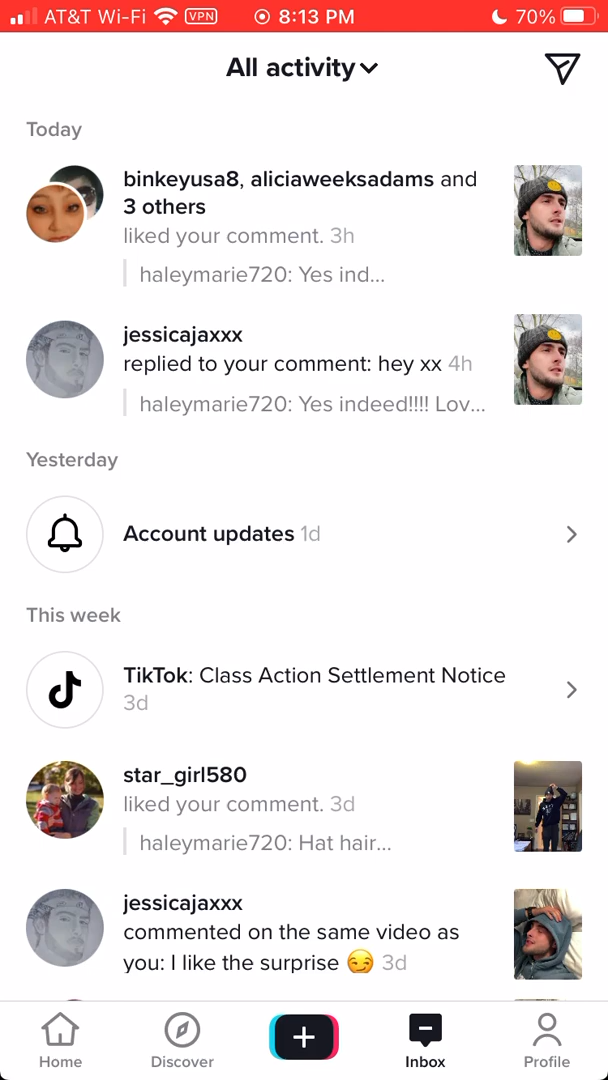 AT&T Wi-Fi VPN 8:13 PM 70%
All activity
Today
binkeyusa8, aliciaweeksadams and
3 others
liked your comment. 3h
haleymarie720: Yes ind...
jessicajaxxx
replied to your comment: hey xx 4h
haleymarie720: Yes indeed!!!! Lov...
Yesterday
Account updates 1d
This week
TikTok: Class Action Settlement Notice
3d
star_girl580
liked your comment. 3d
haleymarie720: Hat hair...
jessicajaxxx
commented on the same video as
you: I like the surprise 😏 3d
Home Discover Inbox Profile